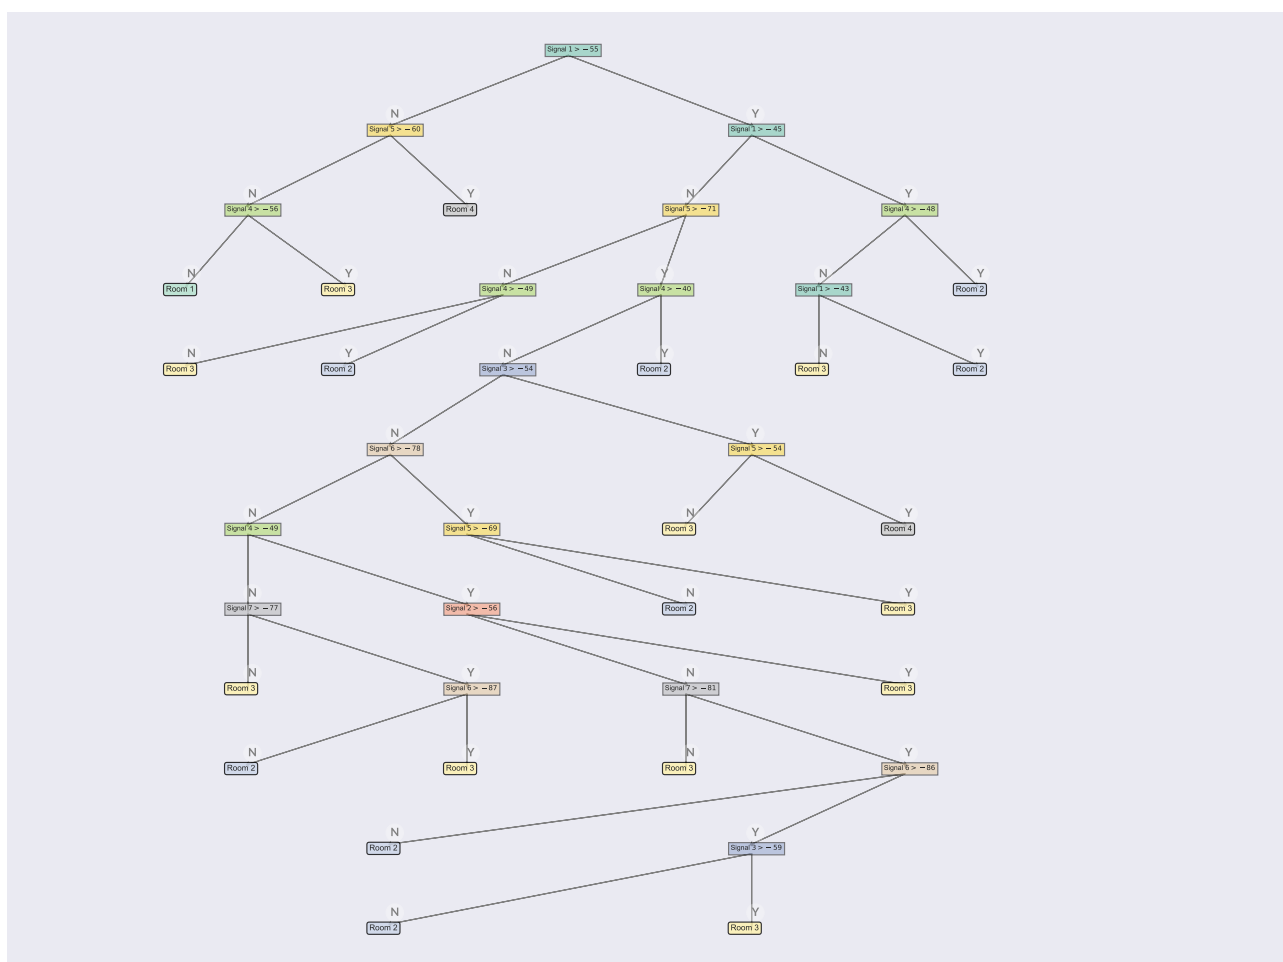 Signal 1 > −55
N Y
Signal 5 > −60 Signal 1 > −45
N Y N Y
Signal 4 > −56 Room 4 Signal 5 > −71 Signal 4 > −48
N Y N Y N Y
Room 1 Room 3 Signal 4 > −49 Signal 4 > −40 Signal 1 > −43 Room 2
N Y N Y N Y
Room 3 Room 2 Signal 3 > −54 Room 2 Room 3 Room 2
N Y
Signal 6 > −78 Signal 5 > −54
N Y N Y
Signal 4 > −49 Signal 5 > −69 Room 3 Room 4
N Y N Y
Signal 7 > −77 Signal 2 > −56 Room 2 Room 3
N Y N Y
Room 3 Signal 6 > −87 Signal 7 > −81 Room 3
N Y N Y
Room 2 Room 3 Room 3 Signal 6 > −86
N Y
Room 2 Signal 3 > −59
N Y
Room 2 Room 3